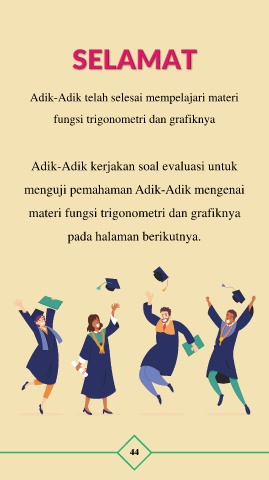 SELAMAT
Adik-Adik telah selesai mempelajari materi
fungsi trigonometri dan grafiknya
Adik-Adik kerjakan soal evaluasi untuk
menguji pemahaman Adik-Adik mengenai
materi fungsi trigonometri dan grafiknya
pada halaman berikutnya.
44